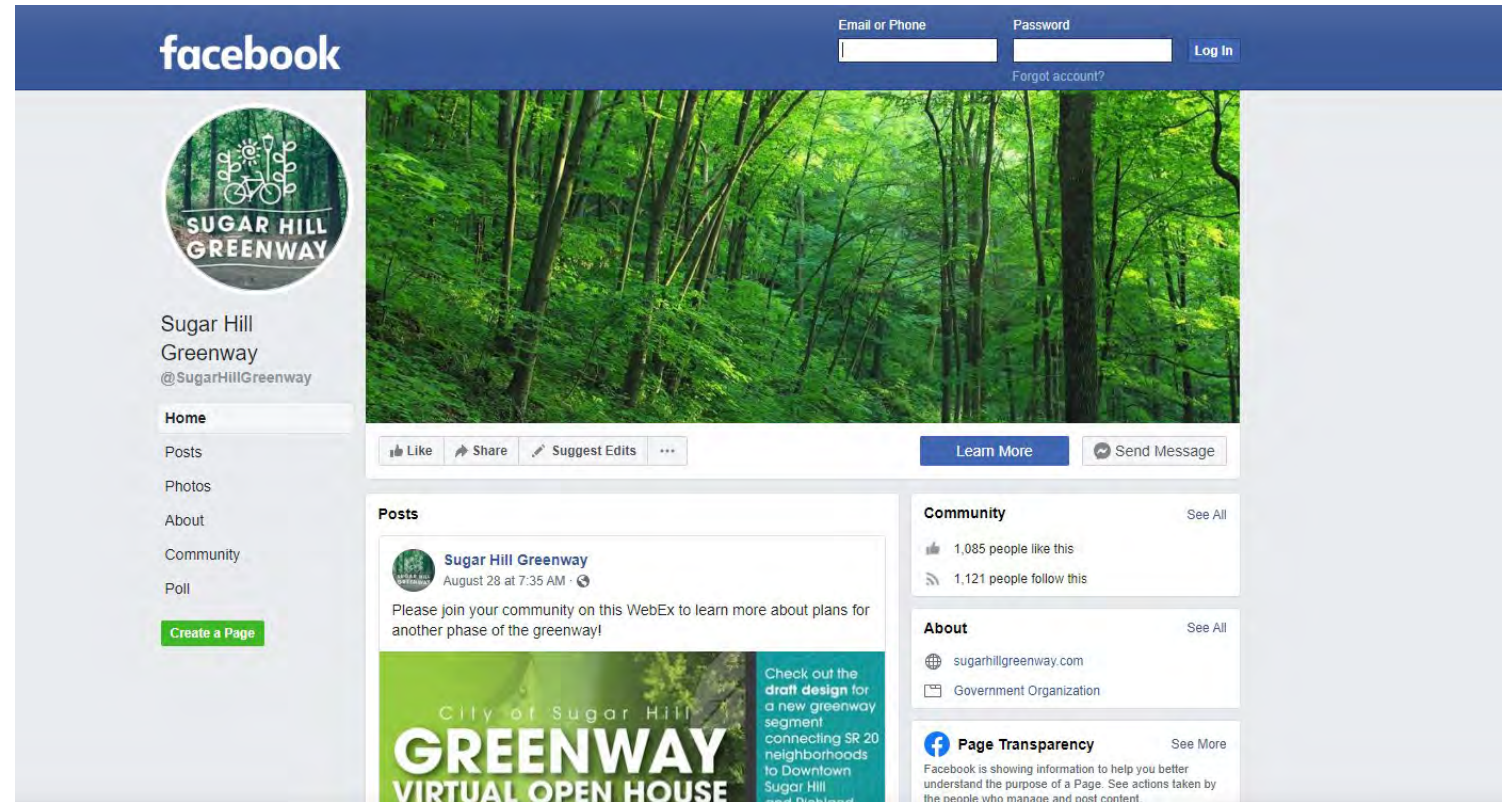 facebook
Email or Phone
Password
Log In
Forgot account?
SUGAR HILL
GREENWAY
Sugar Hill
Greenway
@SugarHillGreenway
Home
Posts
Photos
About
Community
Poll
Create a Page
Like
Share
Suggest Edits
...
Learn More
Send Message
Posts
Sugar Hill Greenway
August 28 at 7:35 AM ·
Please join your community on this WebEx to learn more about plans for
another phase of the greenway!
City of Sugar Hill
GREENWAY
VIRTUAL OPEN HOUSE
Check out the
draft design for
a new greenway
segment
connecting SR 20
neighborhoods
to Downtown
Sugar Hill
and Richland
Community
See All
1,085 people like this
1,121 people follow this
About
See All
sugarhillgreenway.com
Government Organization
Page Transparency
See More
Facebook is showing information to help you better
understand the purpose of a Page. See actions taken by
the people who manage and post content.